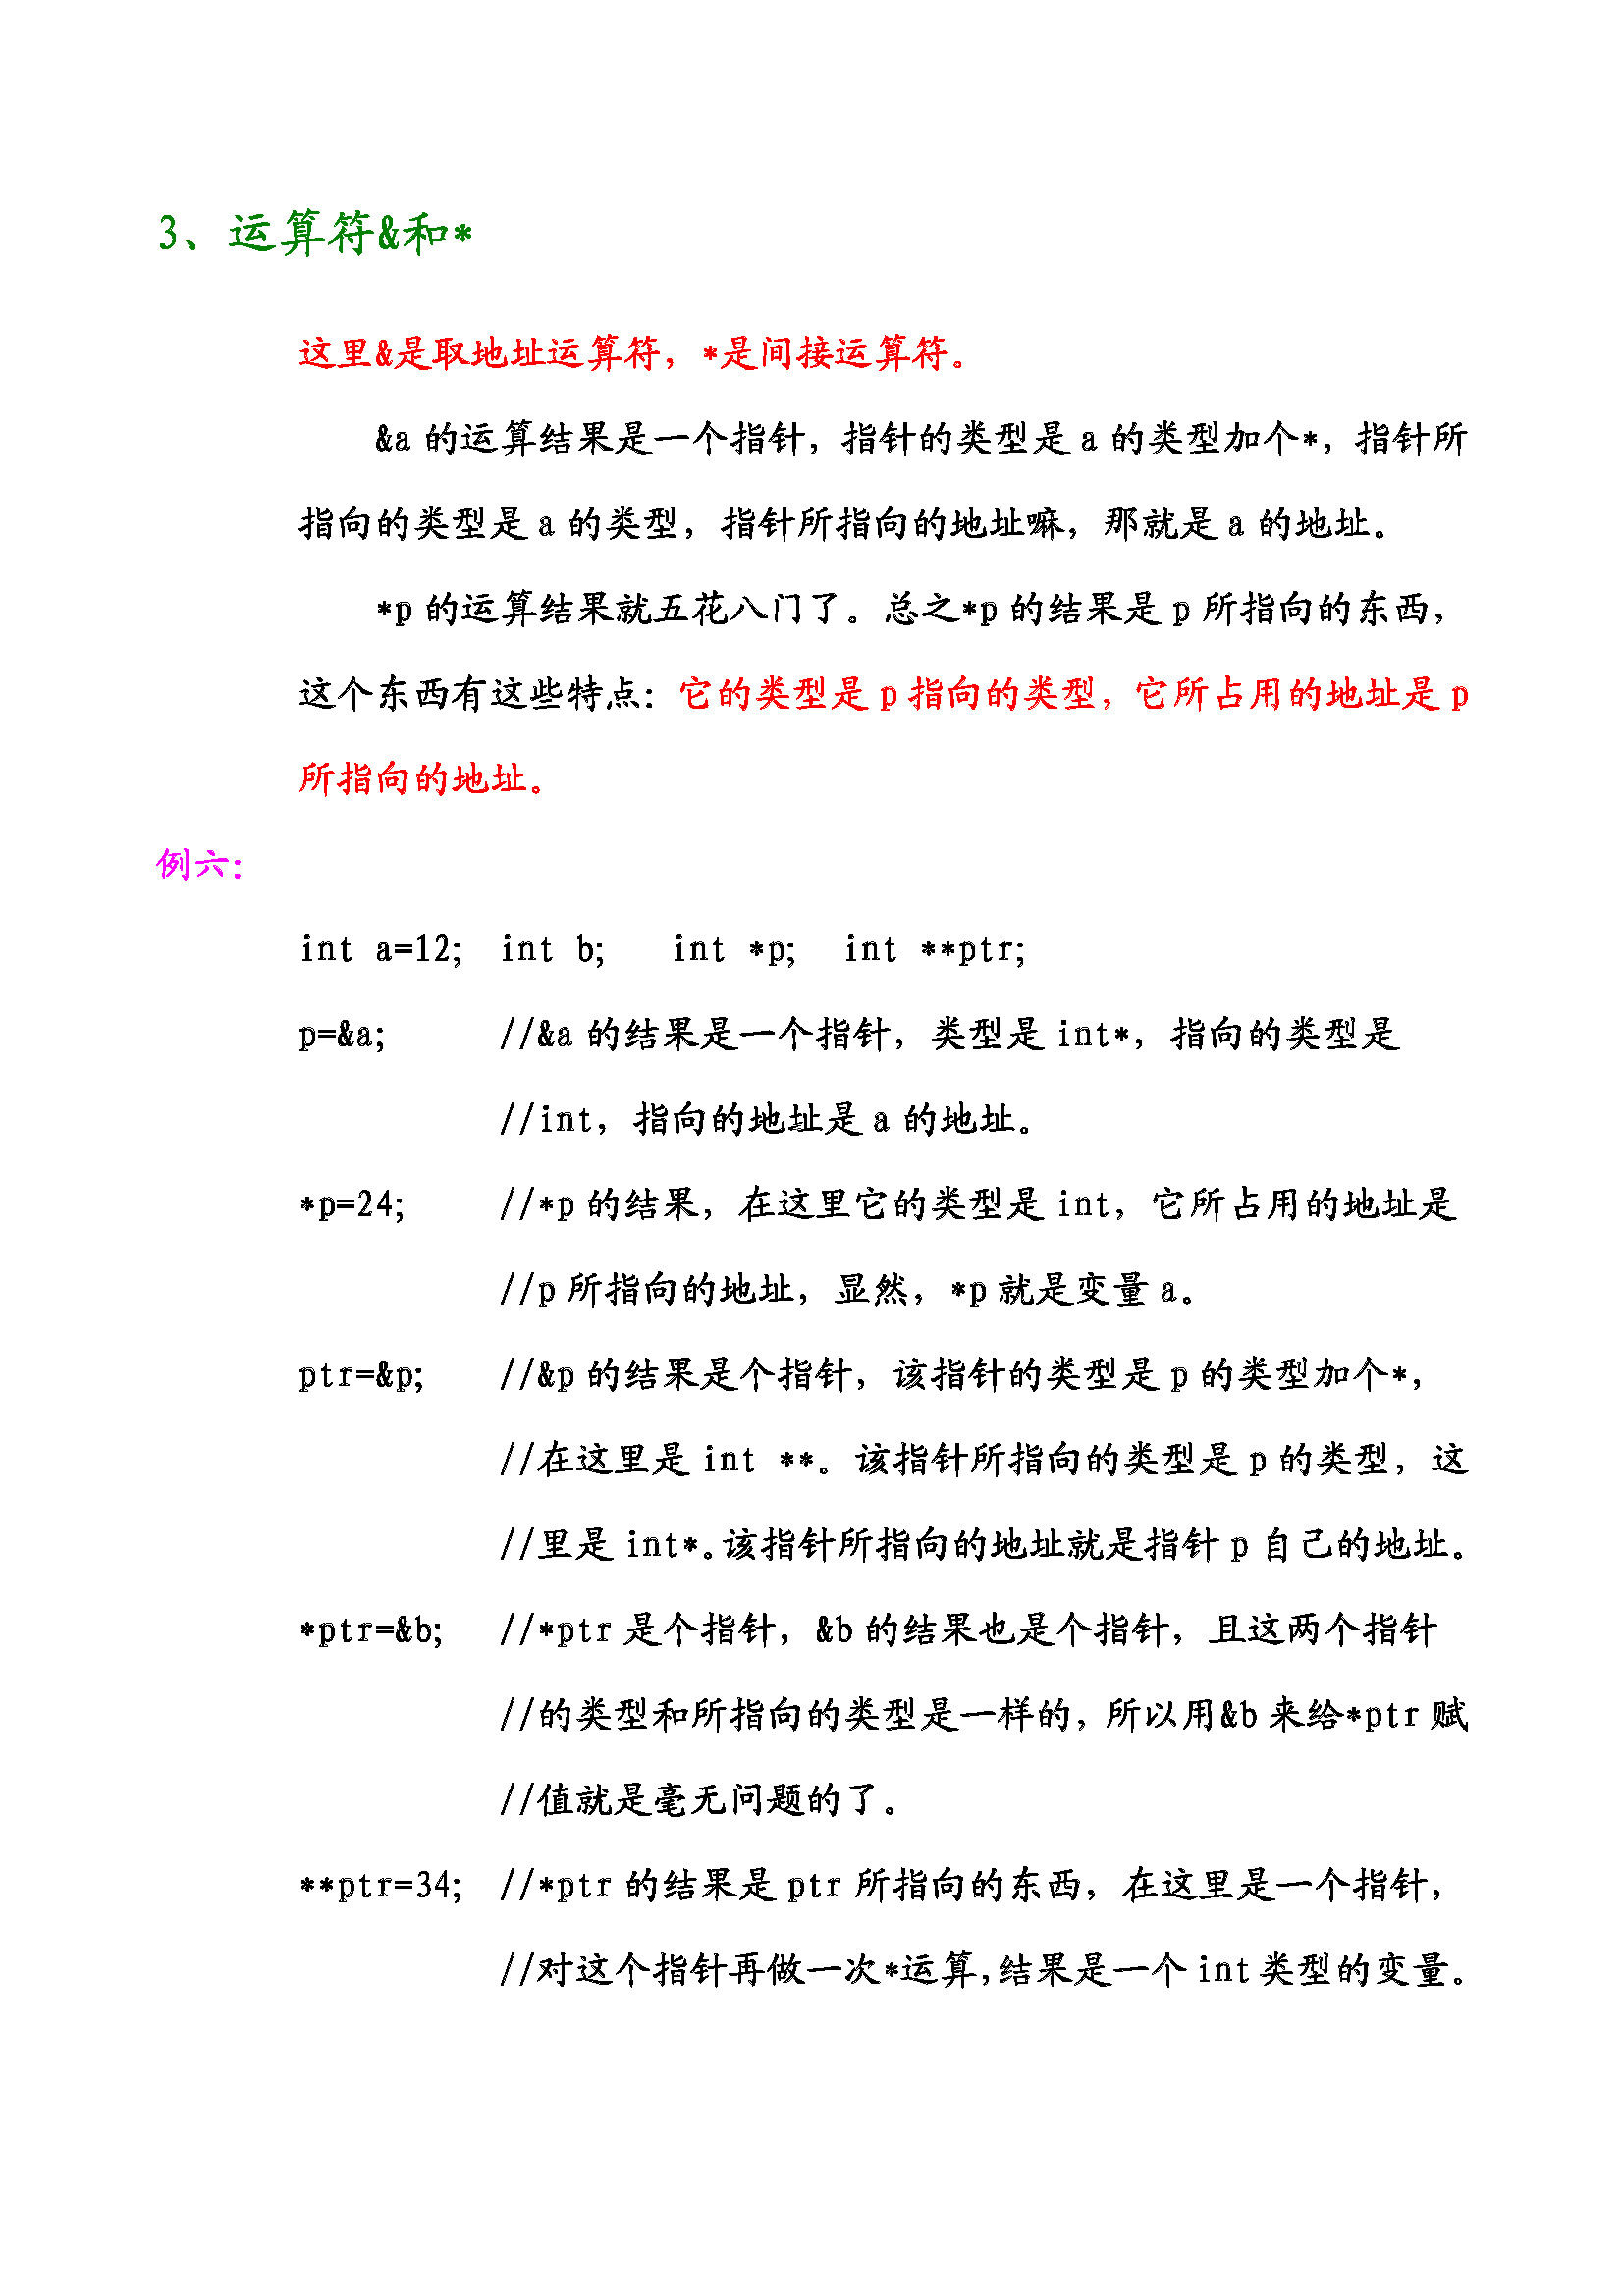 3、运算符&和*
这里&是取地址运算符，*是间接运算符。
&a 的运算结果是一个指针，指针的类型是 a 的类型加个*，指针所
指向的类型是 a 的类型，指针所指向的地址嘛，那就是 a 的地址。
*p 的运算结果就五花八门了。总之*p 的结果是 p 所指向的东西，
这个东西有这些特点：它的类型是 p 指向的类型，它所占用的地址是 p
所指向的地址。
例六：
int a=12; int b; int *p; int **ptr;
p=&a; //&a 的结果是一个指针，类型是 int*，指向的类型是
//int，指向的地址是 a 的地址。
*p=24; //*p 的结果，在这里它的类型是 int，它所占用的地址是
//p 所指向的地址，显然，*p 就是变量 a。
ptr=&p; //&p 的结果是个指针，该指针的类型是 p 的类型加个*，
//在这里是 int **。该指针所指向的类型是 p 的类型，这
//里是 int*。该指针所指向的地址就是指针 p 自己的地址。
*ptr=&b; //*ptr 是个指针，&b 的结果也是个指针，且这两个指针
//的类型和所指向的类型是一样的，所以用&b 来给*ptr 赋
//值就是毫无问题的了。
**ptr=34; //*ptr 的结果是 ptr 所指向的东西，在这里是一个指针，
//对这个指针再做一次*运算,结果是一个 int 类型的变量。